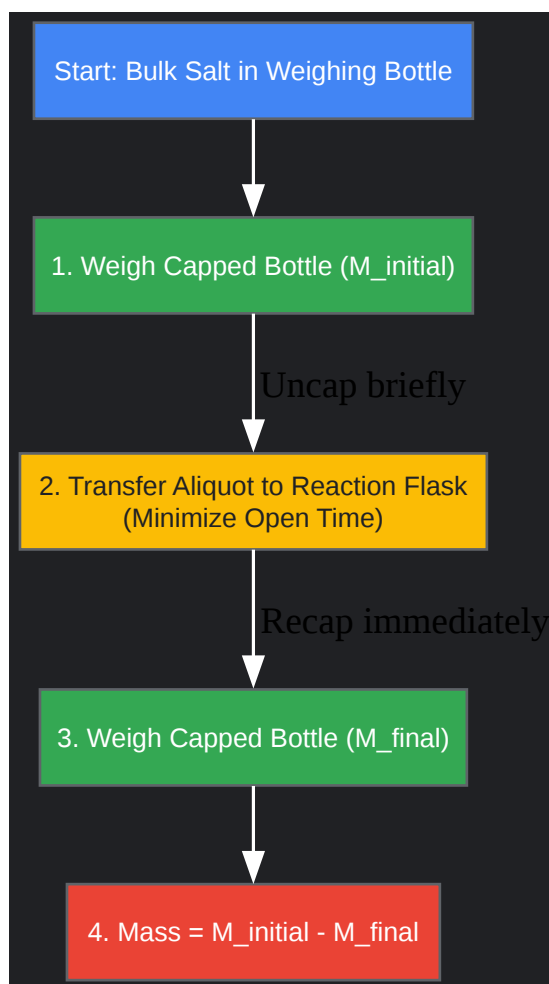 Start: Bulk Salt in Weighing Bottle
1. Weigh Capped Bottle (M_initial)
Uncap briefly
2. Transfer Aliquot to Reaction Flask
(Minimize Open Time)
Recap immediately
3. Weigh Capped Bottle (M_final)
4. Mass = M_initial - M_final